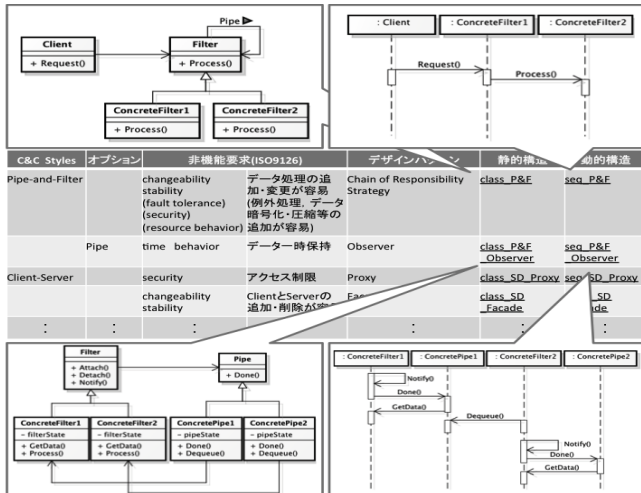 Pipe ▶
Client
+ Request()
Filter
+ Process()
ConcreteFilter1
+ Process()
ConcreteFilter2
+ Process()
: Client
: ConcreteFilter1
: ConcreteFilter2
Request()
Process()
C&C Styles オプション 非機能要求(ISO9126) 静的構造 動的構造
Pipe-and-Filter changeability データ処理の追 Chain of Responsibility class_P&F seq_P&F
stability 加・変更が容易 Strategy
(fault tolerance) (例外処理，データ
(security) 暗号化・圧縮等の
(resource behavior) 追加が容易)
Pipe time behavior データ一時保持 Observer class_P&F seq_P&F
_Observer _Observer
Client-Server security アクセス制限 Proxy class_SD_Proxy seq_SD_Proxy
changeability ClientとServerの class_SD
stability 追加・削除が _Facade
: : : : : :
Filter
+ Attach()
+ Detach()
+ Notify()
Pipe
+ Done()
ConcreteFilter1
- filterState
+ GetData()
+ Process()
ConcreteFilter2
- filterState
+ GetData()
+ Process()
ConcretePipe1
- pipeState
+ Done()
+ Dequeue()
ConcretePipe2
- pipeState
+ Done()
+ Dequeue()
: ConcreteFilter1
: ConcretePipe1
: ConcreteFilter2
: ConcretePipe2
Notify()
Done()
GetData()
Dequeue()
Notify()
Done()
GetData()